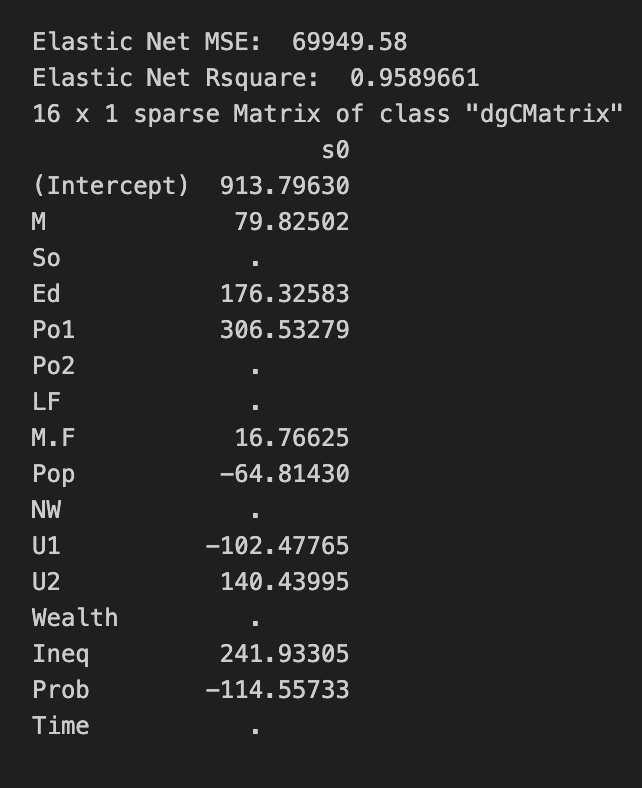 Elastic Net MSE:  69949.58
Elastic Net Rsquare:  0.9589661
16 x 1 sparse Matrix of class "dgCMatrix"
                    s0
(Intercept)  913.79630
M             79.82502
So             .
Ed           176.32583
Po1          306.53279
Po2            .
LF             .
M.F           16.76625
Pop          -64.81430
NW             .
U1          -102.47765
U2           140.43995
Wealth         .
Ineq         241.93305
Prob        -114.55733
Time           .